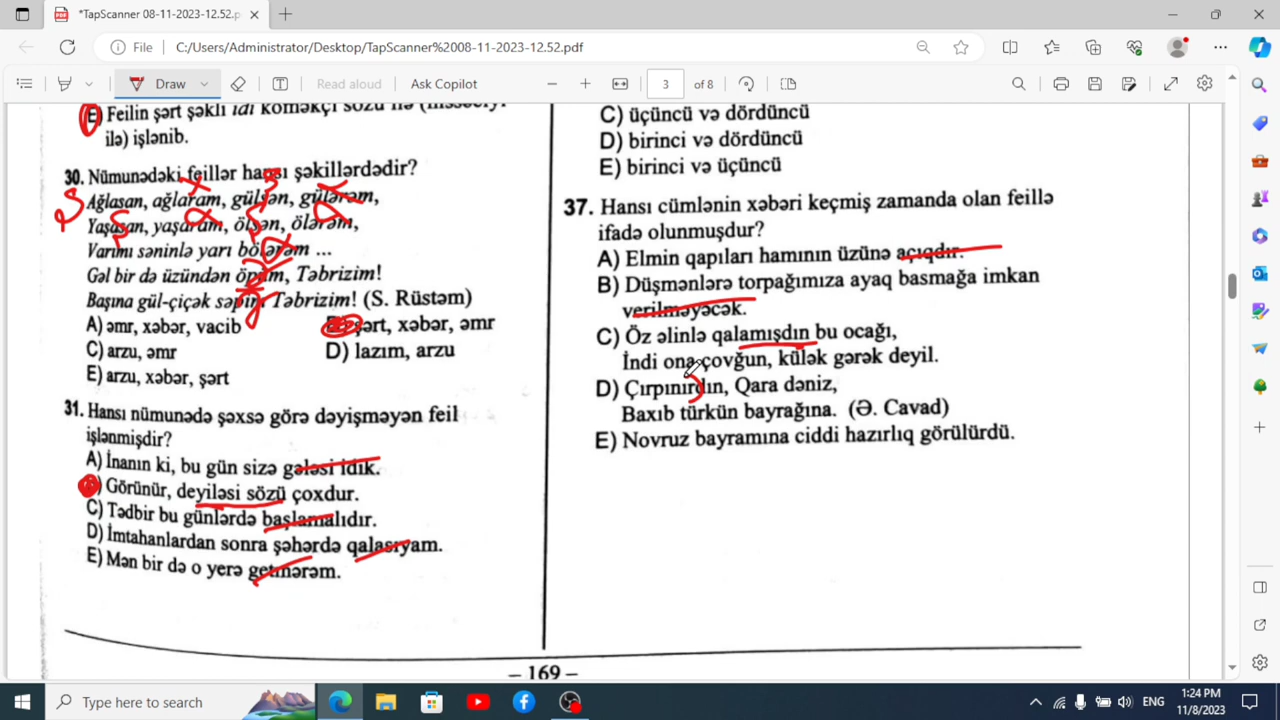 *TapScanner 08-11-2023-12.52.p
File
C:/Users/Administrator/Desktop/TapScanner%2008-11-2023-12.52.pdf
Draw
Read aloud
Ask Copilot
3
of 8
E) Feilin şərt şəkli idi köməkçi sözü ilə
ilə) işlənib.
30. Nümunədəki feillər hansı şəkillərdədir?
Ağlasan, ağlaram, gülsən, gülərəm,
Yaşasan, yaşaram, ölsən, ölərəm,
Varımı səninlə yarı bölərəm ...
Gəl bir də üzündən öpüm, Təbrizim!
Başına gül-çiçək səpim, Təbrizim! (S. Rüstəm)
A) əmr, xəbər, vacib
şərt, xəbər, əmr
C) arzu, əmr
D) lazım, arzu
E) arzu, xəbər, şərt
31. Hansı nümunədə şəxsə görə dəyişməyən feil
işlənmişdir?
A) İnanın ki, bu gün sizə gələsi idik.
) Görünür, deyiləsi sözü çoxdur.
C) Tədbir bu günlərdə başlamalıdır.
D) İmtahanlardan sonra şəhərdə qalasıyam.
E) Mən bir də o yerə getmərəm.
C) üçüncü və dördüncü
D) birinci və dördüncü
E) birinci və üçüncü
37. Hansı cümlənin xəbəri keçmiş zamanda olan feillə
ifadə olunmuşdur?
A) Elmin qapıları hamının üzünə açıqdır.
B) Düşmənlərə torpağımıza ayaq basmağa imkan
verilməyəcək.
C) Öz əlinlə qalamışdın bu ocağı,
İndi ona çovğun, külək gərək deyil.
D) Çırpınırdın, Qara dəniz,
Baxıb türkün bayrağına. (Ə. Cavad)
E) Novruz bayramına ciddi hazırlıq görülürdü.
– 169 –
Type here to search
ENG
1:24 PM
11/8/2023